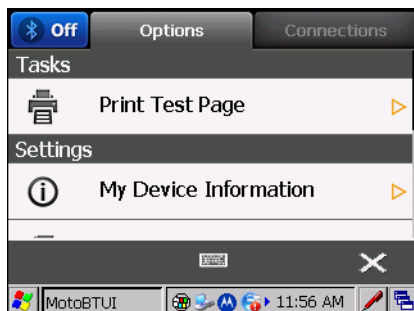 Off Options Connections
Tasks
Print Test Page
Settings
My Device Information
MotoBTUI 11:56 AM